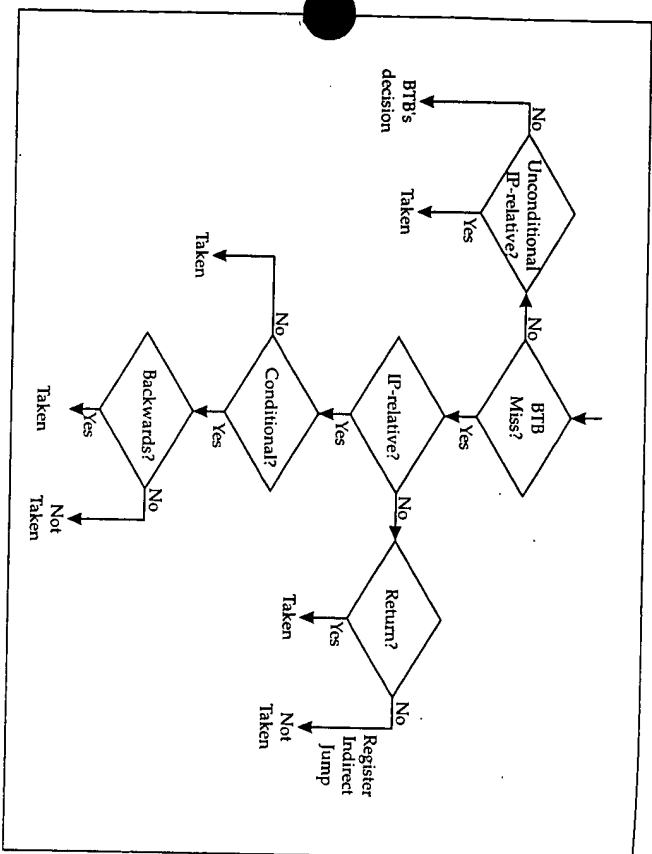 BTB
Miss?
No
Yes
Unconditional
IP-relative?
No
Yes
BTB's
decision
Taken
IP-relative?
No
Yes
Return?
No
Yes
Taken
Register
Indirect
Jump
Not
Taken
Conditional?
No
Yes
Taken
Backwards?
No
Yes
Taken
Not
Taken